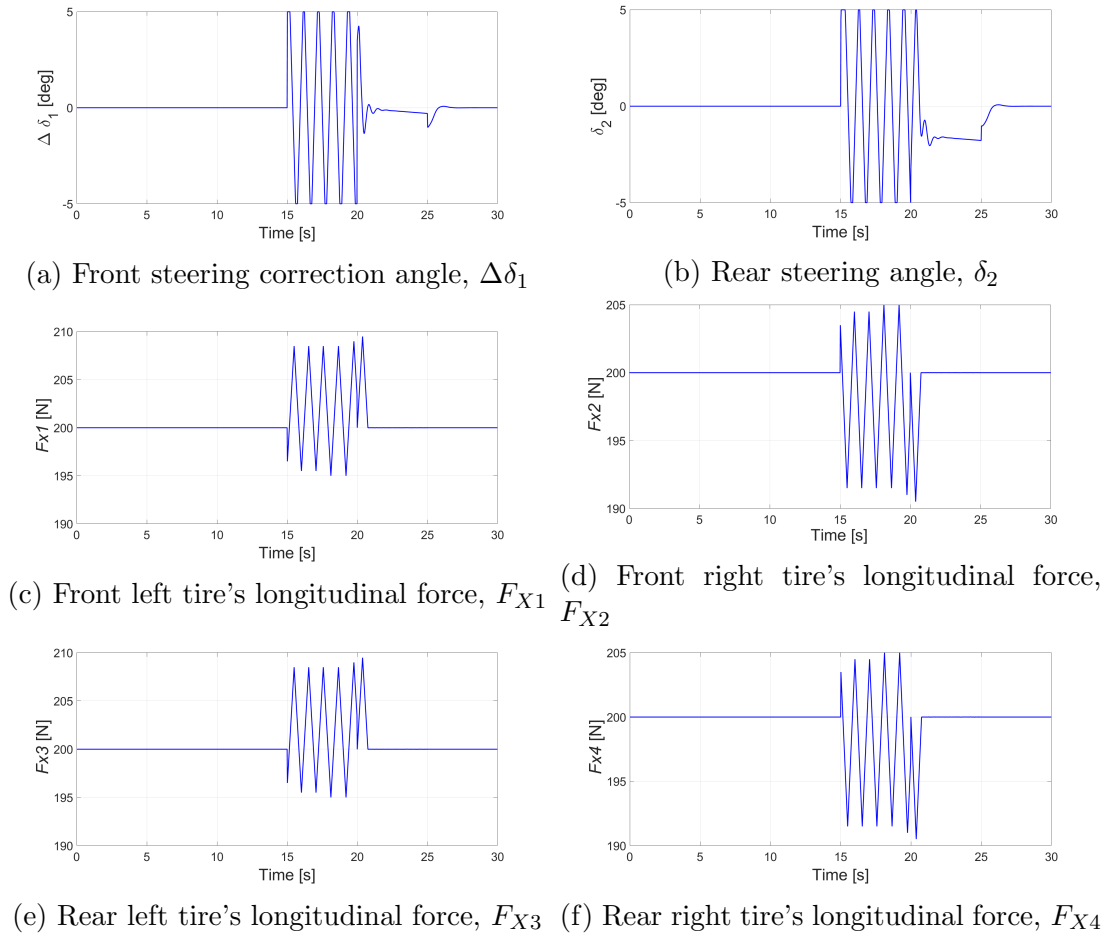 5
0
-5
Δ δ1 [deg]
0 5 10 15 20 25 30
Time [s]
(a) Front steering correction angle, Δδ1
5
0
-5
δ2 [deg]
0 5 10 15 20 25 30
Time [s]
(b) Rear steering angle, δ2
210
205
200
195
190
Fx1 [N]
0 5 10 15 20 25 30
Time [s]
(c) Front left tire's longitudinal force, FX1
205
200
195
190
Fx2 [N]
0 5 10 15 20 25 30
Time [s]
(d) Front right tire's longitudinal force,
FX2
210
205
200
195
190
Fx3 [N]
0 5 10 15 20 25 30
Time [s]
(e) Rear left tire's longitudinal force, FX3
205
200
195
190
Fx4 [N]
0 5 10 15 20 25 30
Time [s]
(f) Rear right tire's longitudinal force, FX4